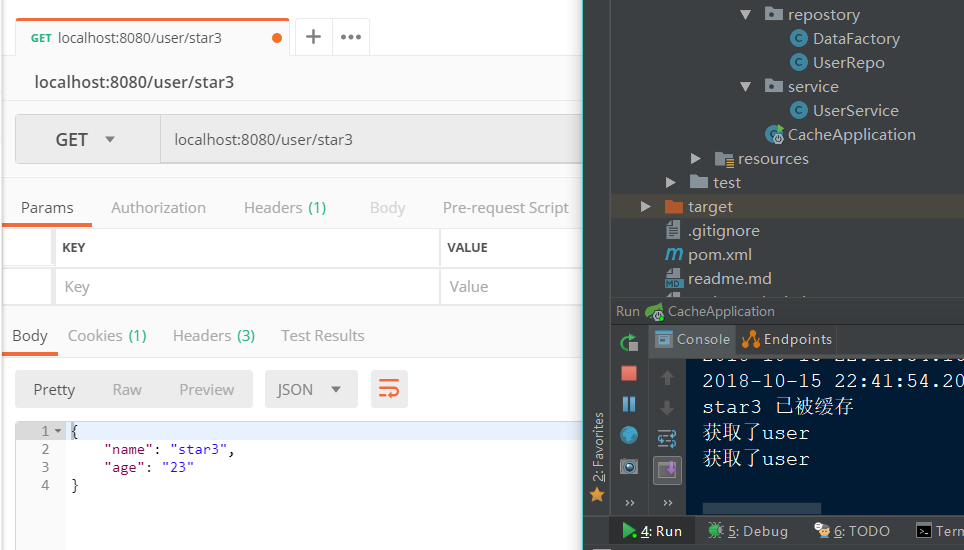 GET localhost:8080/user/star3
localhost:8080/user/star3
GET localhost:8080/user/star3
Params Authorization Headers (1) Body Pre-request Script
KEY VALUE
Key Value
Body Cookies (1) Headers (3) Test Results
Pretty Raw Preview JSON
1 {
2 "name": "star3",
3 "age": "23"
4 }
repostory
DataFactory
UserRepo
service
UserService
CacheApplication
resources
test
target
.gitignore
pom.xml
readme.md
Run CacheApplication
Console Endpoints
2018-10-15 22:41:54.20
star3 已被缓存
获取了user
获取了user
2: Favorites
4: Run 5: Debug 6: TODO